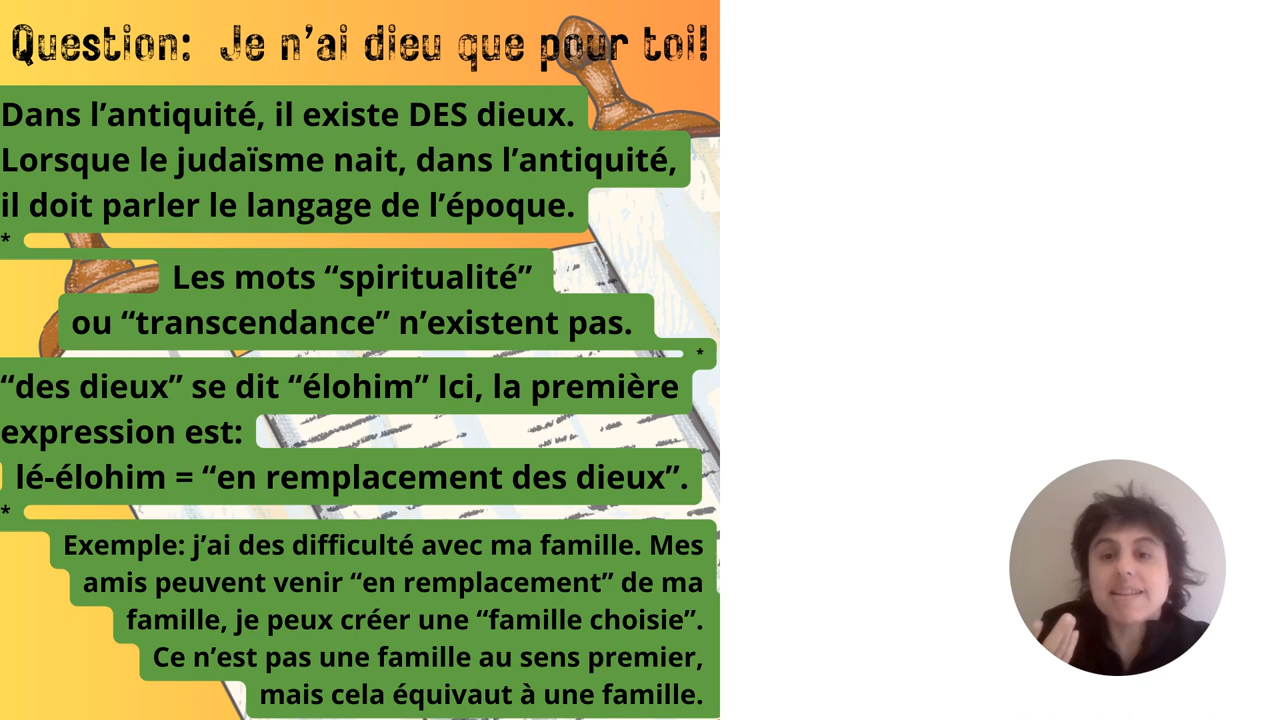 Question: Je n’ai dieu que pour toi!
Dans l’antiquité, il existe DES dieux.
Lorsque le judaïsme nait, dans l’antiquité,
il doit parler le langage de l’époque.
*
Les mots “spiritualité”
ou “transcendance” n’existent pas.
*
“des dieux” se dit “élohim” Ici, la première
expression est:
lé-élohim = “en remplacement des dieux”.
*
Exemple: j’ai des difficulté avec ma famille. Mes
amis peuvent venir “en remplacement” de ma
famille, je peux créer une “famille choisie”.
Ce n’est pas une famille au sens premier,
mais cela équivaut à une famille.